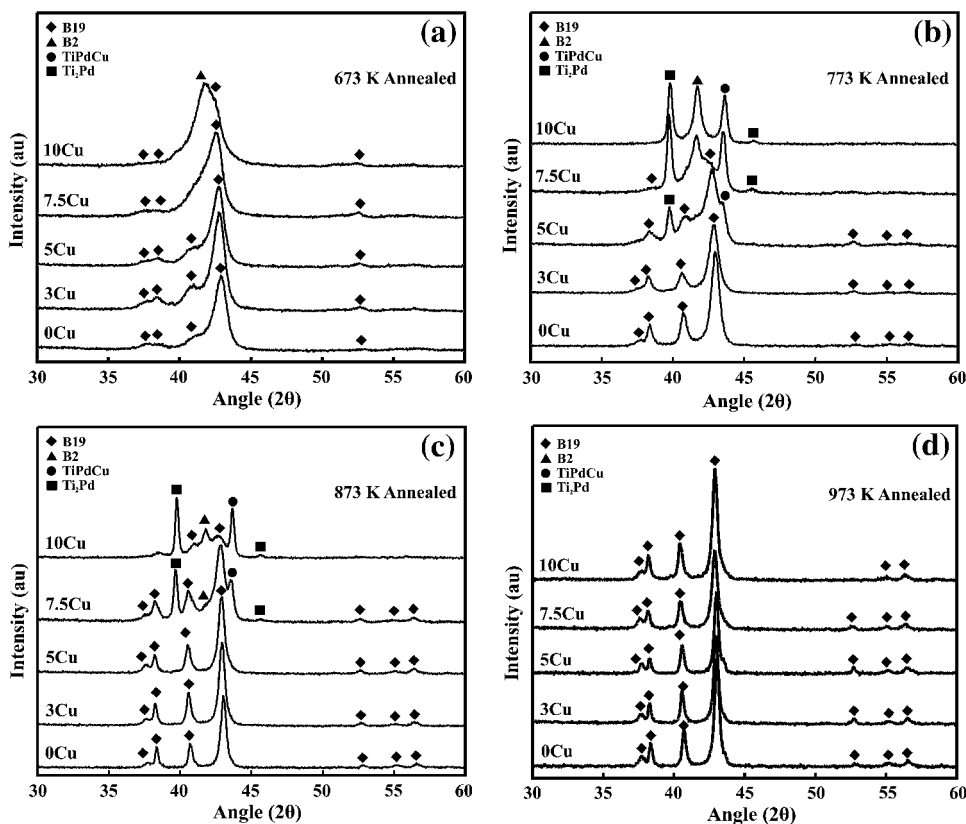 (a)
◆ B19
▲ B2
● TiPdCu
■ Ti₂Pd
673 K Annealed
10Cu
7.5Cu
5Cu
3Cu
0Cu
Intensity (au)
30 35 40 45 50 55 60
Angle (2θ)
(b)
◆ B19
▲ B2
● TiPdCu
■ Ti₂Pd
773 K Annealed
10Cu
7.5Cu
5Cu
3Cu
0Cu
Intensity (au)
30 35 40 45 50 55 60
Angle (2θ)
(c)
◆ B19
▲ B2
● TiPdCu
■ Ti₂Pd
873 K Annealed
10Cu
7.5Cu
5Cu
3Cu
0Cu
Intensity (au)
30 35 40 45 50 55 60
Angle (2θ)
(d)
◆ B19
▲ B2
● TiPdCu
■ Ti₂Pd
973 K Annealed
10Cu
7.5Cu
5Cu
3Cu
0Cu
Intensity (au)
30 35 40 45 50 55 60
Angle (2θ)